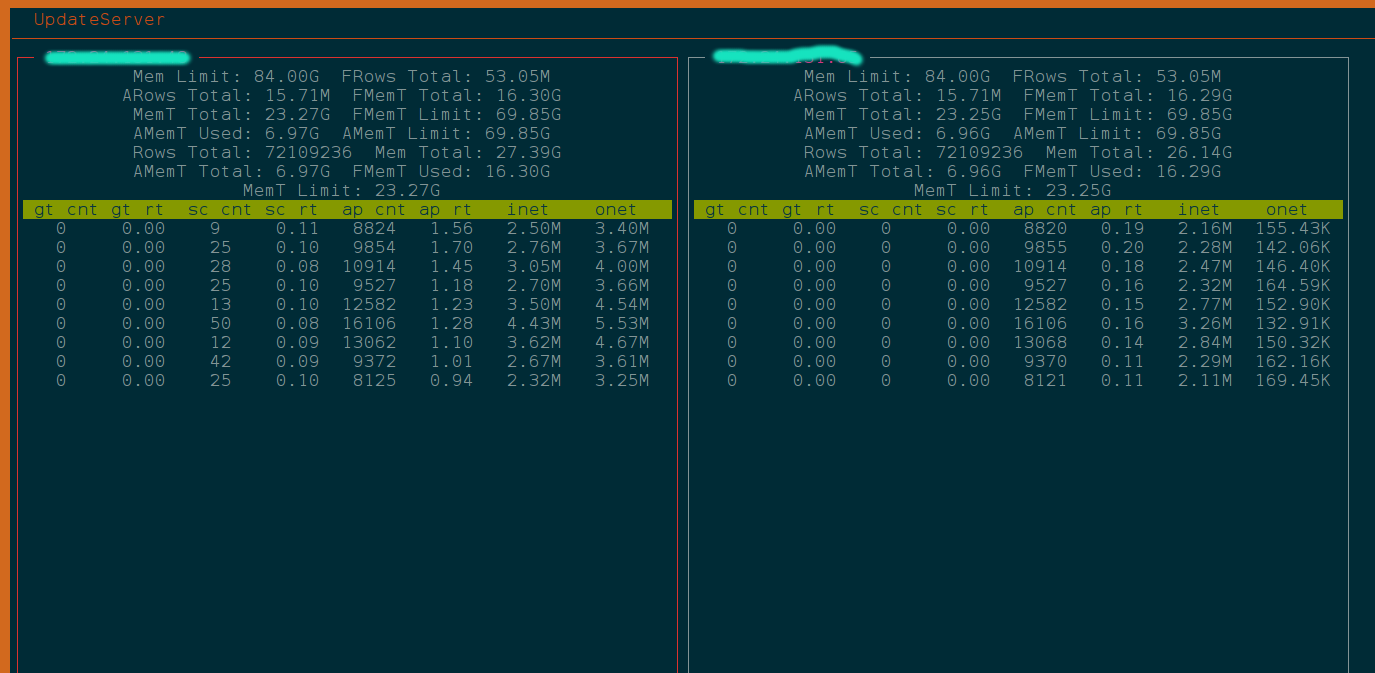 UpdateServer
Mem Limit: 84.00G FRows Total: 53.05M
ARows Total: 15.71M FMemT Total: 16.30G
MemT Total: 23.27G FMemT Limit: 69.85G
AMemT Used: 6.97G AMemT Limit: 69.85G
Rows Total: 72109236 Mem Total: 27.39G
AMemT Total: 6.97G FMemT Used: 16.30G
MemT Limit: 23.27G
gt cnt gt rt sc cnt sc rt ap cnt ap rt inet onet
0 0.00 9 0.11 8824 1.56 2.50M 3.40M
0 0.00 25 0.10 9854 1.70 2.76M 3.67M
0 0.00 28 0.08 10914 1.45 3.05M 4.00M
0 0.00 25 0.10 9527 1.18 2.70M 3.66M
0 0.00 13 0.10 12582 1.23 3.50M 4.54M
0 0.00 50 0.08 16106 1.28 4.43M 5.53M
0 0.00 12 0.09 13062 1.10 3.62M 4.67M
0 0.00 42 0.09 9372 1.01 2.67M 3.61M
0 0.00 25 0.10 8125 0.94 2.32M 3.25M
Mem Limit: 84.00G FRows Total: 53.05M
ARows Total: 15.71M FMemT Total: 16.29G
MemT Total: 23.25G FMemT Limit: 69.85G
AMemT Used: 6.96G AMemT Limit: 69.85G
Rows Total: 72109236 Mem Total: 26.14G
AMemT Total: 6.96G FMemT Used: 16.29G
MemT Limit: 23.25G
gt cnt gt rt sc cnt sc rt ap cnt ap rt inet onet
0 0.00 0 0.00 8820 0.19 2.16M 155.43K
0 0.00 0 0.00 9855 0.20 2.28M 142.06K
0 0.00 0 0.00 10914 0.18 2.47M 146.40K
0 0.00 0 0.00 9527 0.16 2.32M 164.59K
0 0.00 0 0.00 12582 0.15 2.77M 152.90K
0 0.00 0 0.00 16106 0.16 3.26M 132.91K
0 0.00 0 0.00 13068 0.14 2.84M 150.32K
0 0.00 0 0.00 9370 0.11 2.29M 162.16K
0 0.00 0 0.00 8121 0.11 2.11M 169.45K